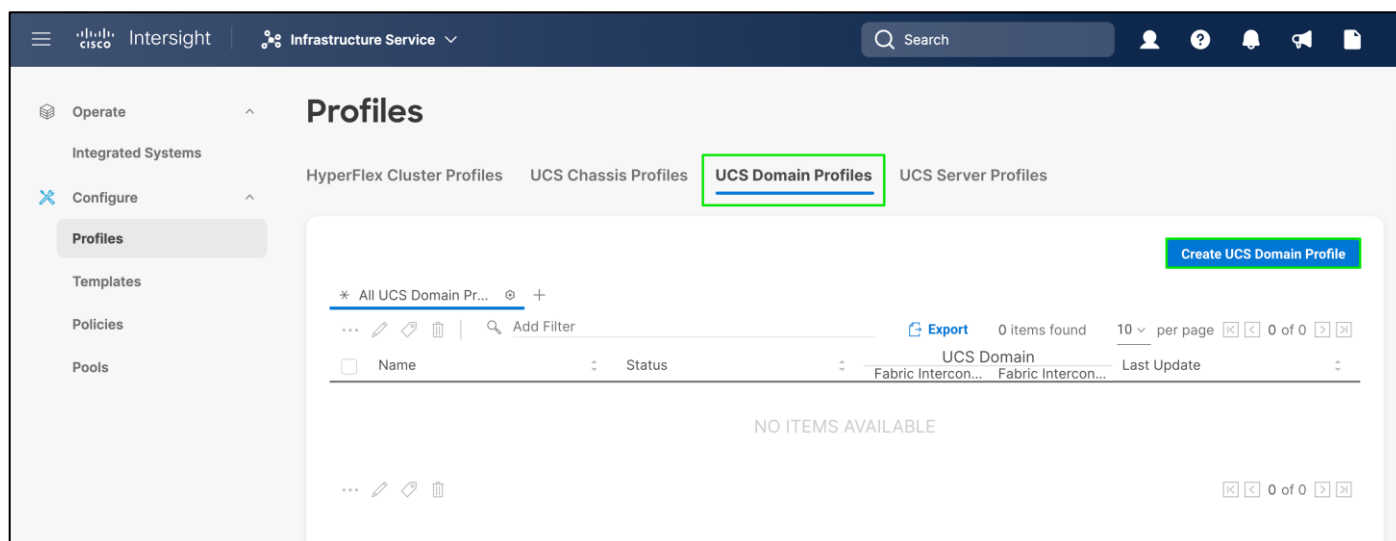 cisco Intersight Infrastructure Service Search
Operate
Integrated Systems
Configure
Profiles
Templates
Policies
Pools
Profiles
HyperFlex Cluster Profiles UCS Chassis Profiles UCS Domain Profiles UCS Server Profiles
Create UCS Domain Profile
All UCS Domain Pr...
Add Filter Export 0 items found 10 per page 0 of 0
Name Status UCS Domain Last Update
Fabric Intercon... Fabric Intercon...
NO ITEMS AVAILABLE
0 of 0